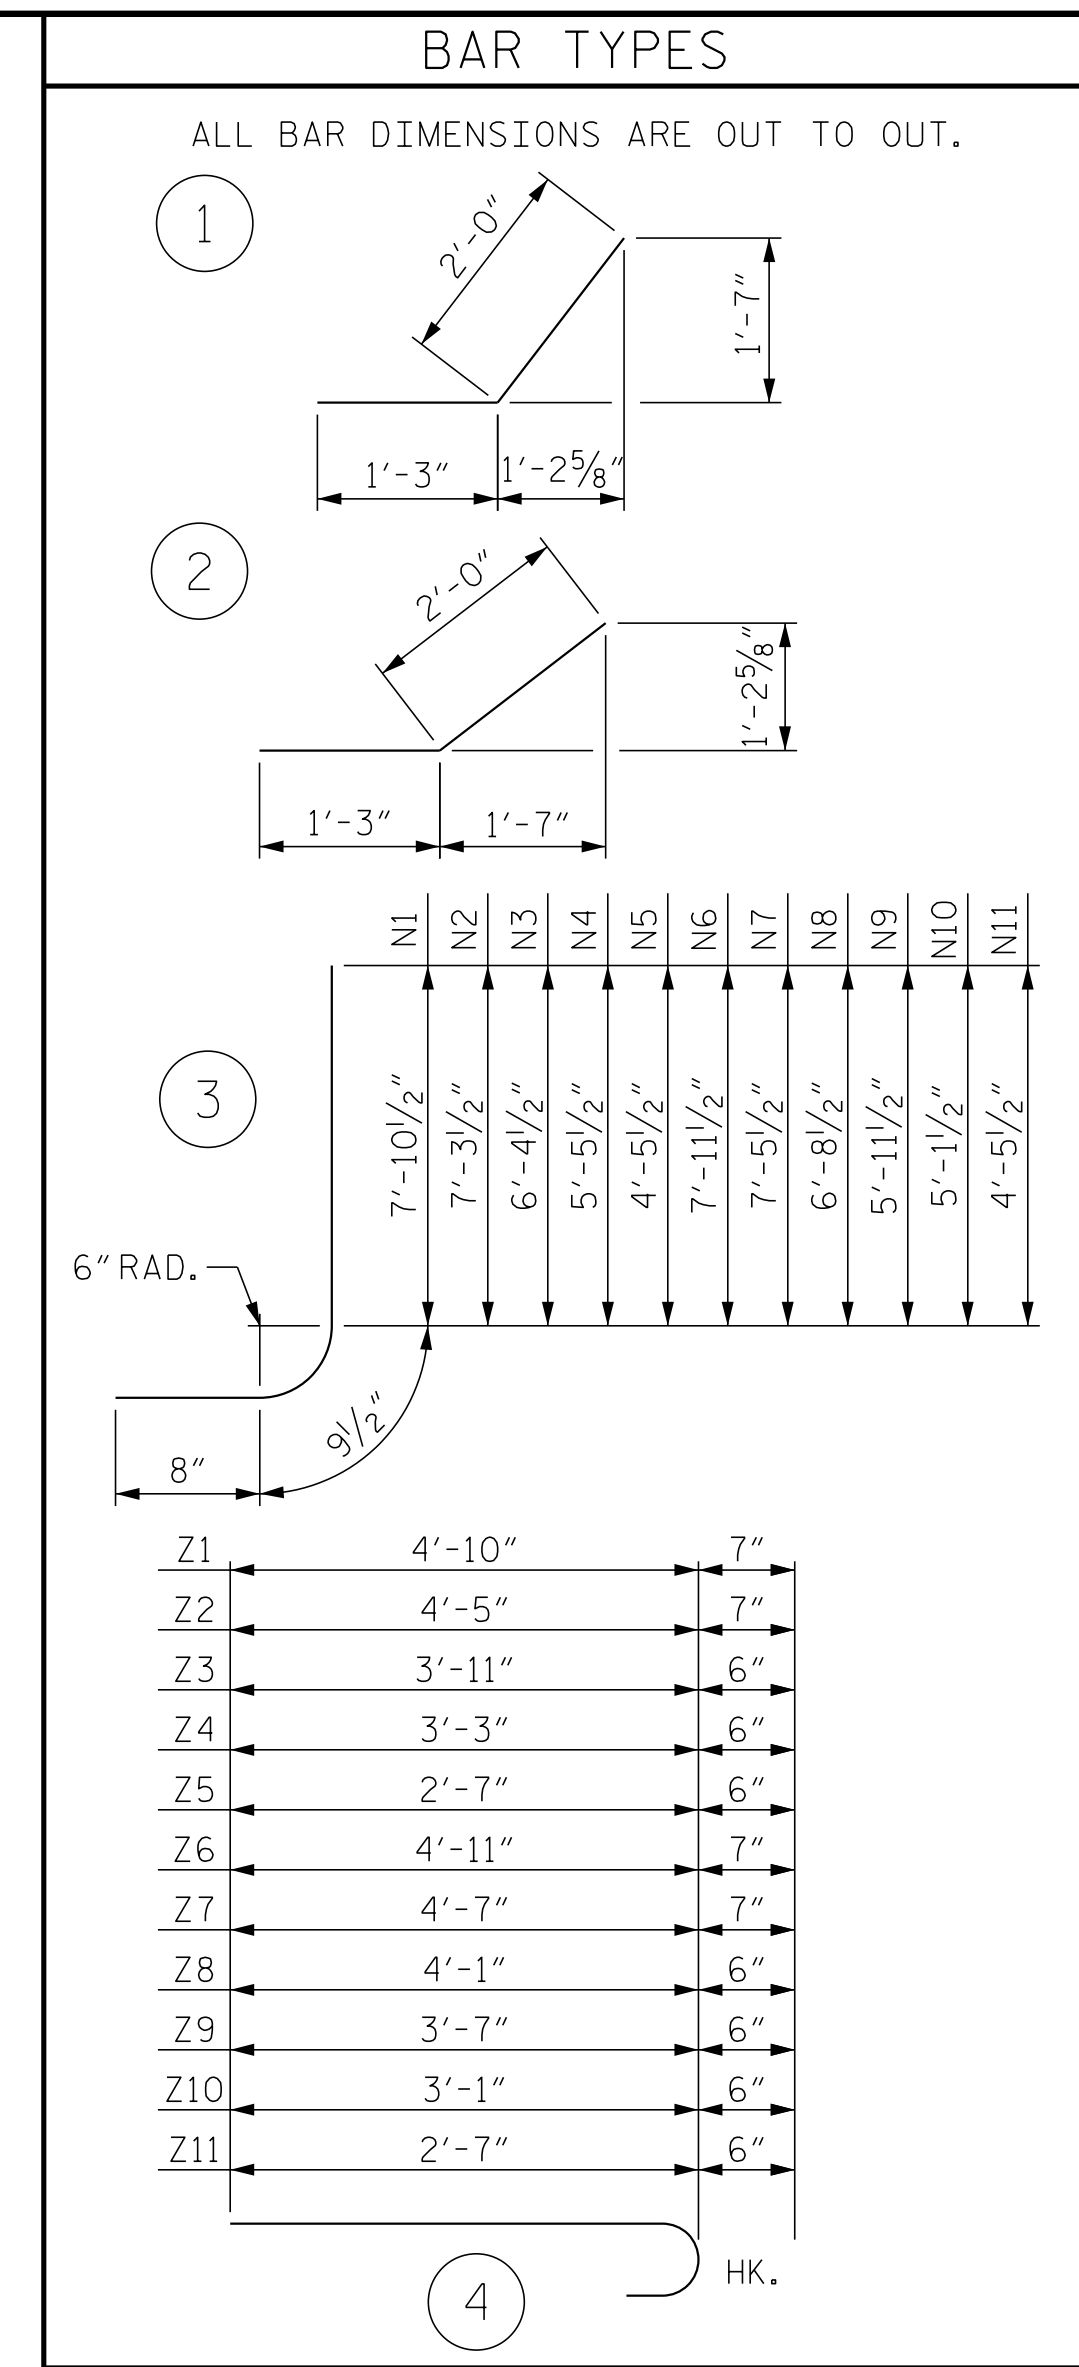 BAR TYPES
ALL BAR DIMENSIONS ARE OUT TO OUT.
1
2'-0"
1'-7"
1'-3"
1'-2⅝"
2
2'-0"
1'-2⅝"
1'-3"
1'-7"
N1
N2
N3
N4
N5
N6
N7
N8
N9
N10
N11
3
7'-10½"
7'-3½"
6'-4½"
5'-5½"
4'-5½"
7'-11½"
7'-5½"
6'-8½"
5'-11½"
5'-1½"
4'-5½"
6" RAD.
9½"
8"
Z1 4'-10" 7"
Z2 4'-5" 7"
Z3 3'-11" 6"
Z4 3'-3" 6"
Z5 2'-7" 6"
Z6 4'-11" 7"
Z7 4'-7" 7"
Z8 4'-1" 6"
Z9 3'-7" 6"
Z10 3'-1" 6"
Z11 2'-7" 6"
HK.
4